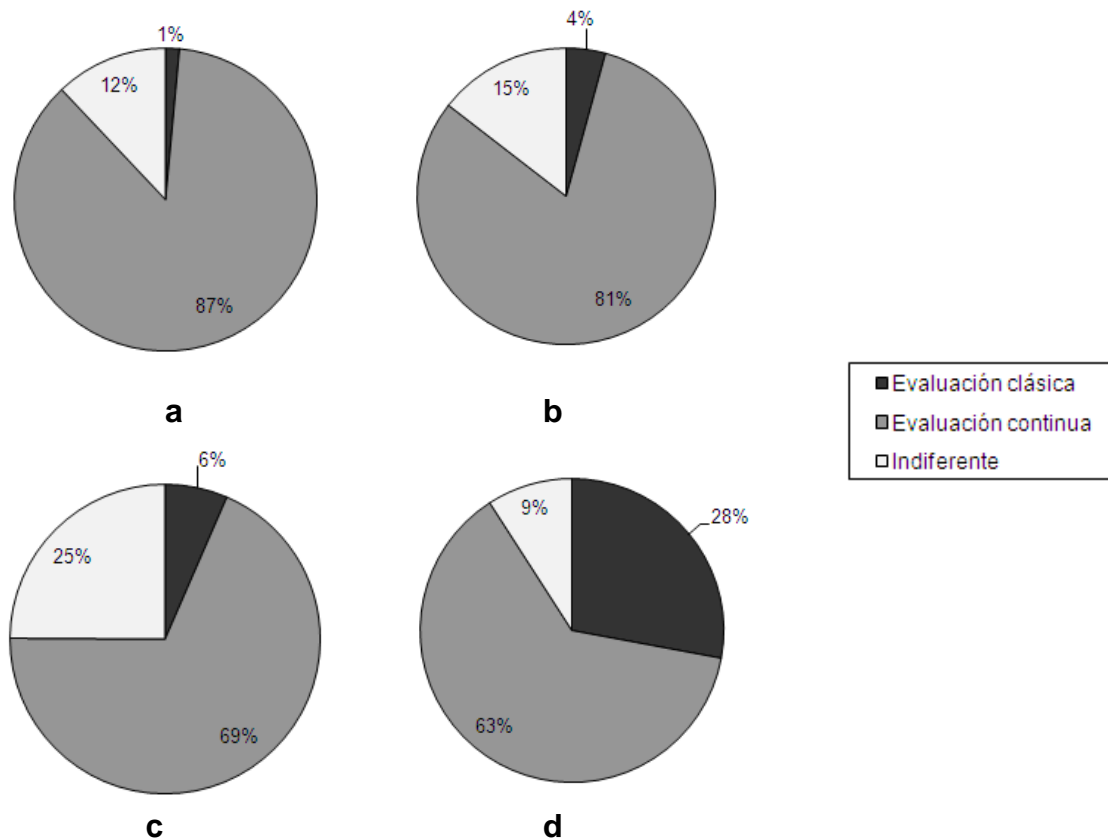 1%
12%
87%
a
4%
15%
81%
b
Evaluación clásica
Evaluación continua
Indiferente
6%
25%
69%
c
28%
9%
63%
d